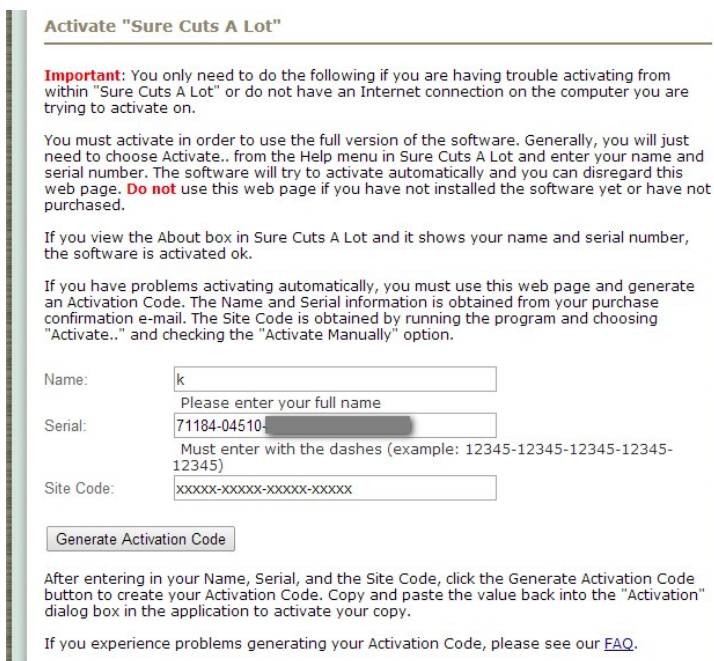 Activate "Sure Cuts A Lot"
Important: You only need to do the following if you are having trouble activating from
within "Sure Cuts A Lot" or do not have an Internet connection on the computer you are
trying to activate on.
You must activate in order to use the full version of the software. Generally, you will just
need to choose Activate.. from the Help menu in Sure Cuts A Lot and enter your name and
serial number. The software will try to activate automatically and you can disregard this
web page. Do not use this web page if you have not installed the software yet or have not
purchased.
If you view the About box in Sure Cuts A Lot and it shows your name and serial number,
the software is activated ok.
If you have problems activating automatically, you must use this web page and generate
an Activation Code. The Name and Serial information is obtained from your purchase
confirmation e-mail. The Site Code is obtained by running the program and choosing
"Activate.." and checking the "Activate Manually" option.
Name: k
Please enter your full name
Serial: 71184-04510-
Must enter with the dashes (example: 12345-12345-12345-12345-
12345)
Site Code: xxxxx-xxxxx-xxxxx-xxxxx
Generate Activation Code
After entering in your Name, Serial, and the Site Code, click the Generate Activation Code
button to create your Activation Code. Copy and paste the value back into the "Activation"
dialog box in the application to activate your copy.
If you experience problems generating your Activation Code, please see our FAQ.